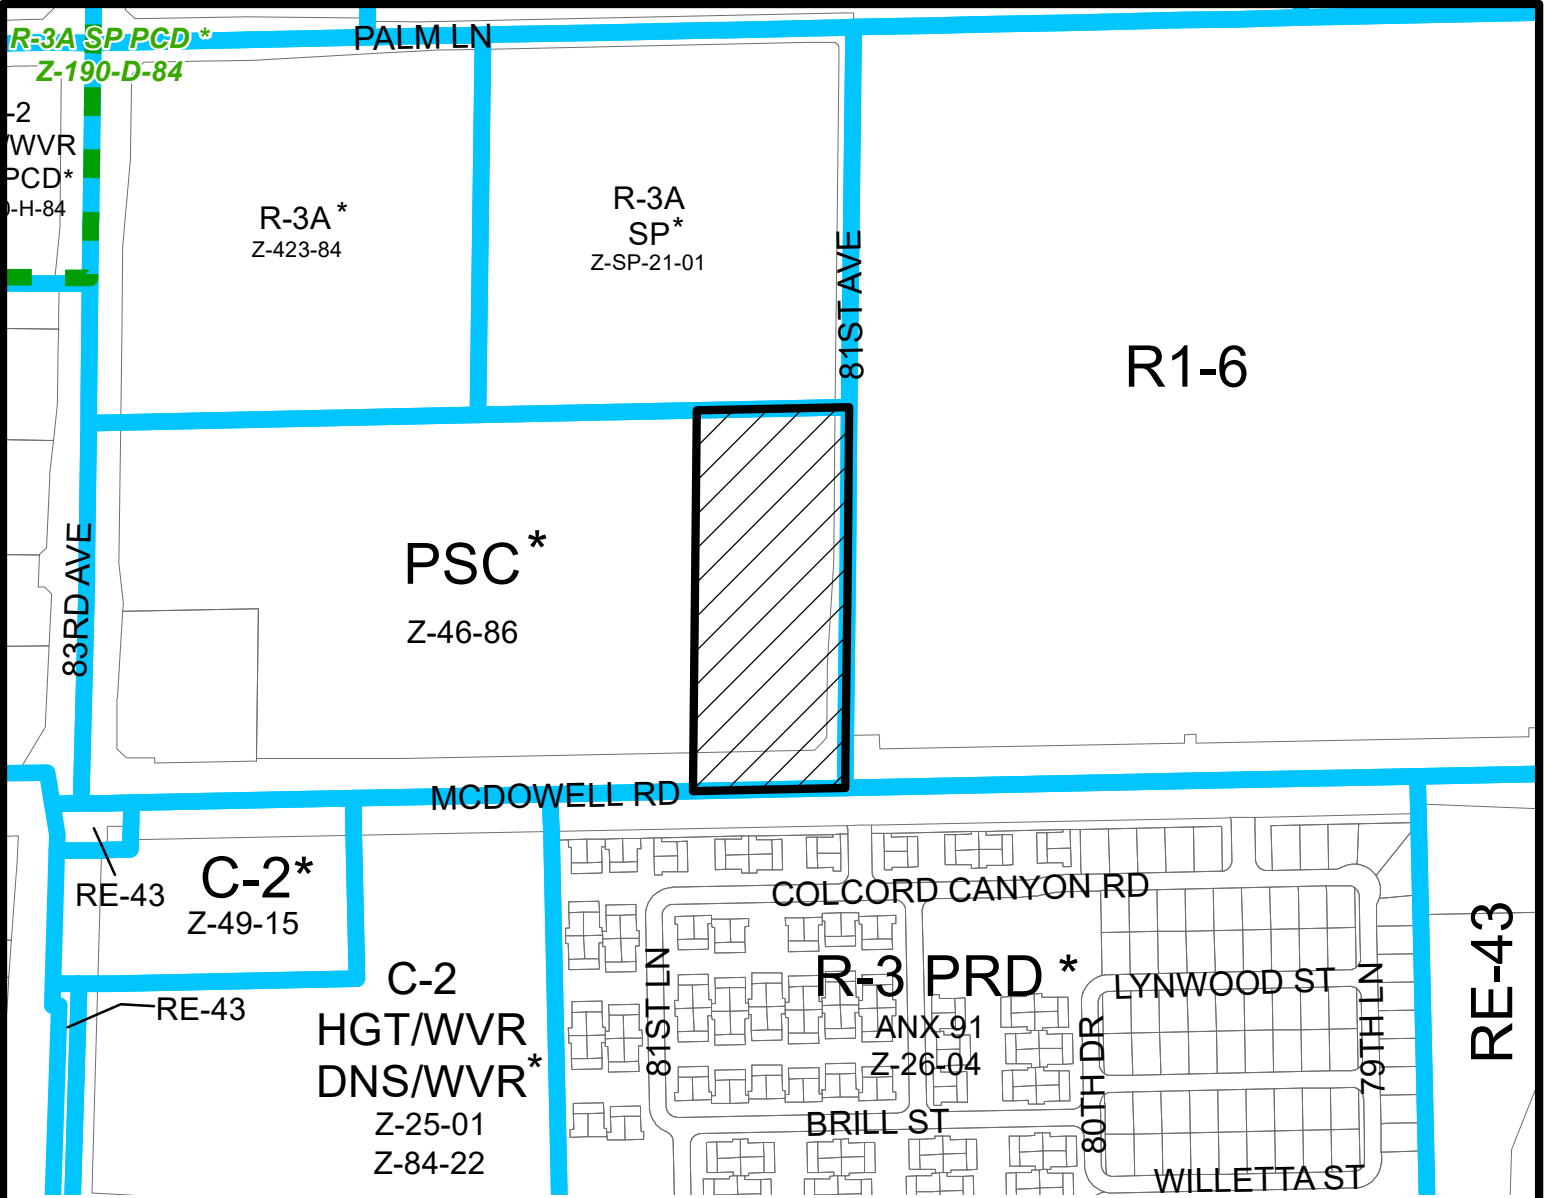 R-3A SP PCD *
Z-190-D-84
PALM LN
-2
/WVR
PCD*
-H-84
R-3A *
Z-423-84
R-3A
SP*
Z-SP-21-01
81ST AVE
R1-6
83RD AVE
PSC *
Z-46-86
MCDOWELL RD
RE-43
C-2*
Z-49-15
RE-43
C-2
HGT/WVR
DNS/WVR*
Z-25-01
Z-84-22
COLCORD CANYON RD
81ST LN
R-3 PRD *
ANX 91
Z-26-04
LYNWOOD ST
80TH DR
79TH LN
BRILL ST
WILLETTA ST
RE-43